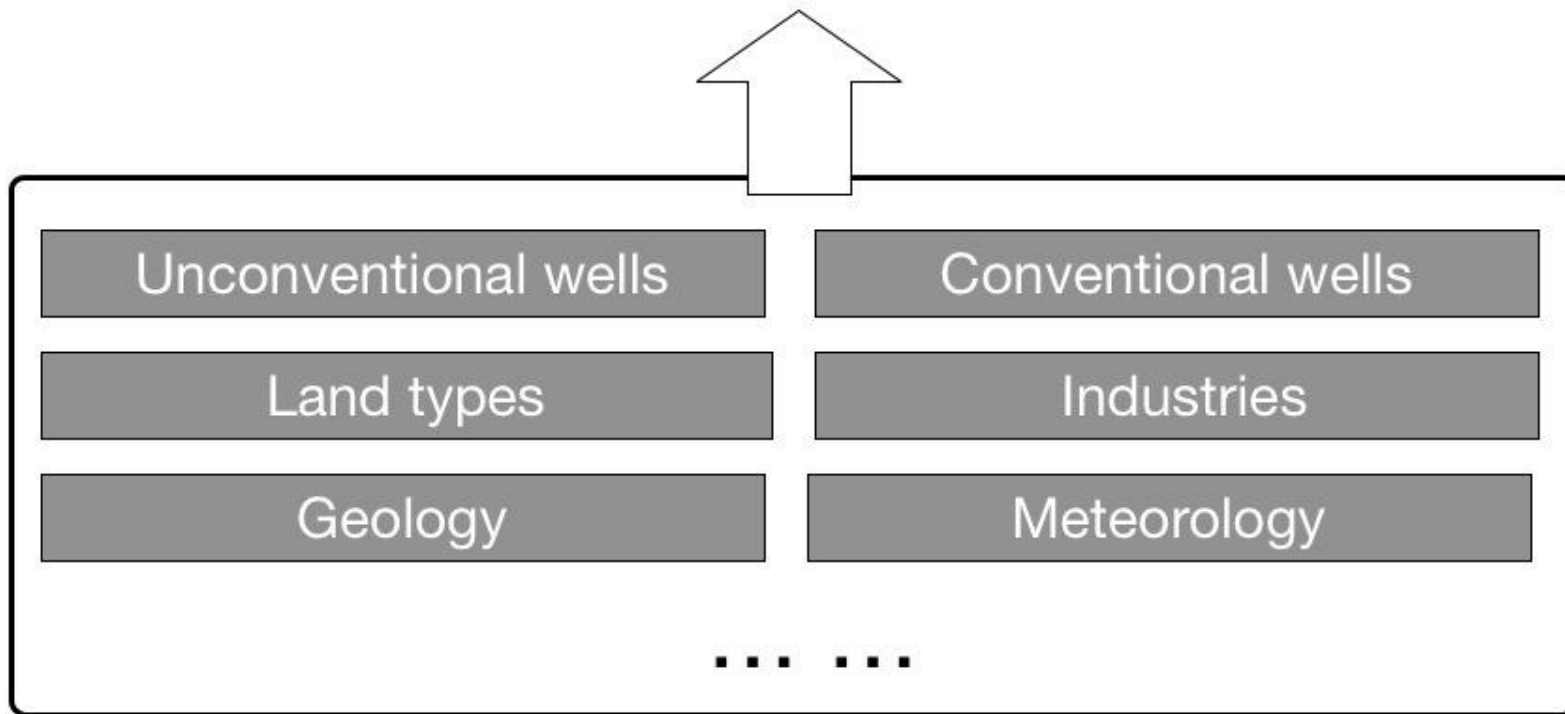 Unconventional wells
Conventional wells
Land types
Industries
Geology
Meteorology
... ...